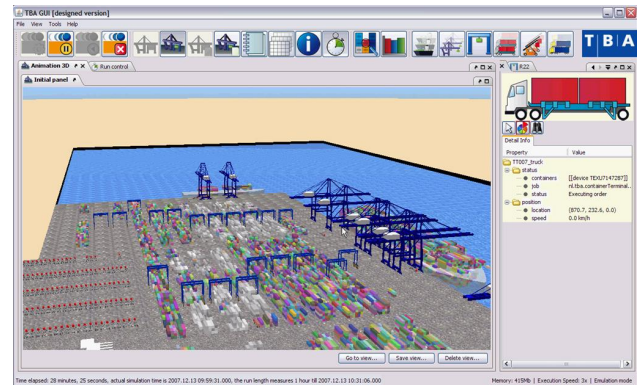 TBA GUI [designed version]
File View Tools Help
TBA
Animation 3D Run control
R22
Initial panel
Detail Info
Property Value
TT007_truck
status
containers [[device TEXU7147287]]
job nl.tba.containerTerminal...
status Executing order
position
location (870.7, 232.6, 0.0)
speed 0.0 km/h
Go to view... Save view... Delete view...
Time elapsed: 28 minutes, 25 seconds, actual simulation time is 2007.12.13 09:59:31.000, the run length measures 1 hour till 2007.12.13 10:31:06.000
Memory: 415Mb | Execution Speed: 3x | Emulation mode